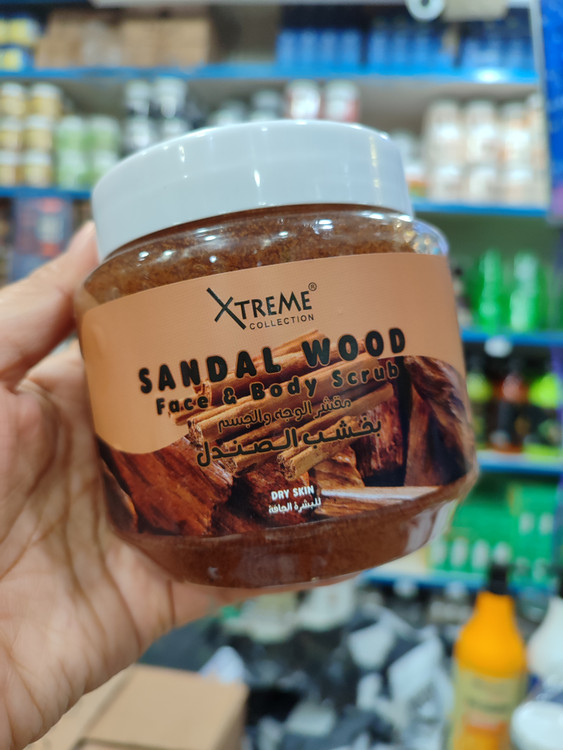 XTREME®
COLLECTION
SANDAL WOOD
Face & Body Scrub
مقشر الوجه والجسم
بخشب الصندل
DRY SKIN
للبشرة الجافة